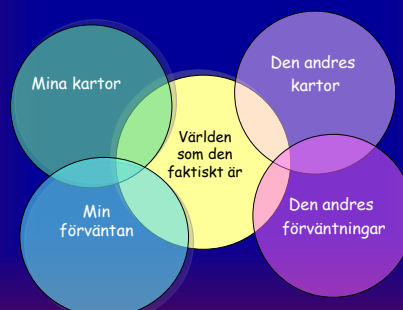 Mina kartor
Den andres
kartor
Världen
som den
faktiskt är
Min
förväntan
Den andres
förväntningar